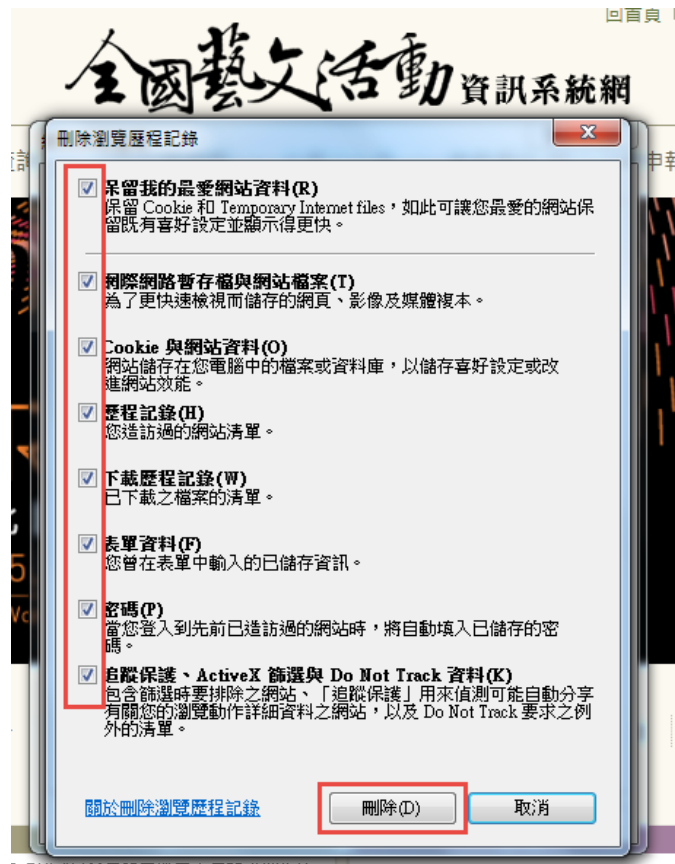 回首頁
全國藝文活動資訊系統網
刪除瀏覽歷程記錄
申
保留我的最愛網站資料(R)
保留 Cookie 和 Temporary Internet files，如此可讓您最愛的網站保
留既有喜好設定並顯示得更快。
網際網路暫存檔與網站檔案(T)
為了更快速檢視而儲存的網頁、影像及媒體複本。
Cookie 與網站資料(O)
網站儲存在您電腦中的檔案或資料庫，以儲存喜好設定或改
進網站效能。
歷程記錄(H)
您造訪過的網站清單。
下載歷程記錄(W)
已下載之檔案的清單。
表單資料(F)
您曾在表單中輸入的已儲存資訊。
密碼(P)
當您登入到先前已造訪過的網站時，將自動填入已儲存的密
碼。
追蹤保護、ActiveX 篩選與 Do Not Track 資料(K)
包含篩選時要排除之網站、「追蹤保護」用來偵測可能自動分享
有關您的瀏覽動作詳細資料之網站，以及 Do Not Track 要求之例
外的清單。
關於刪除瀏覽歷程記錄
刪除(D)
取消